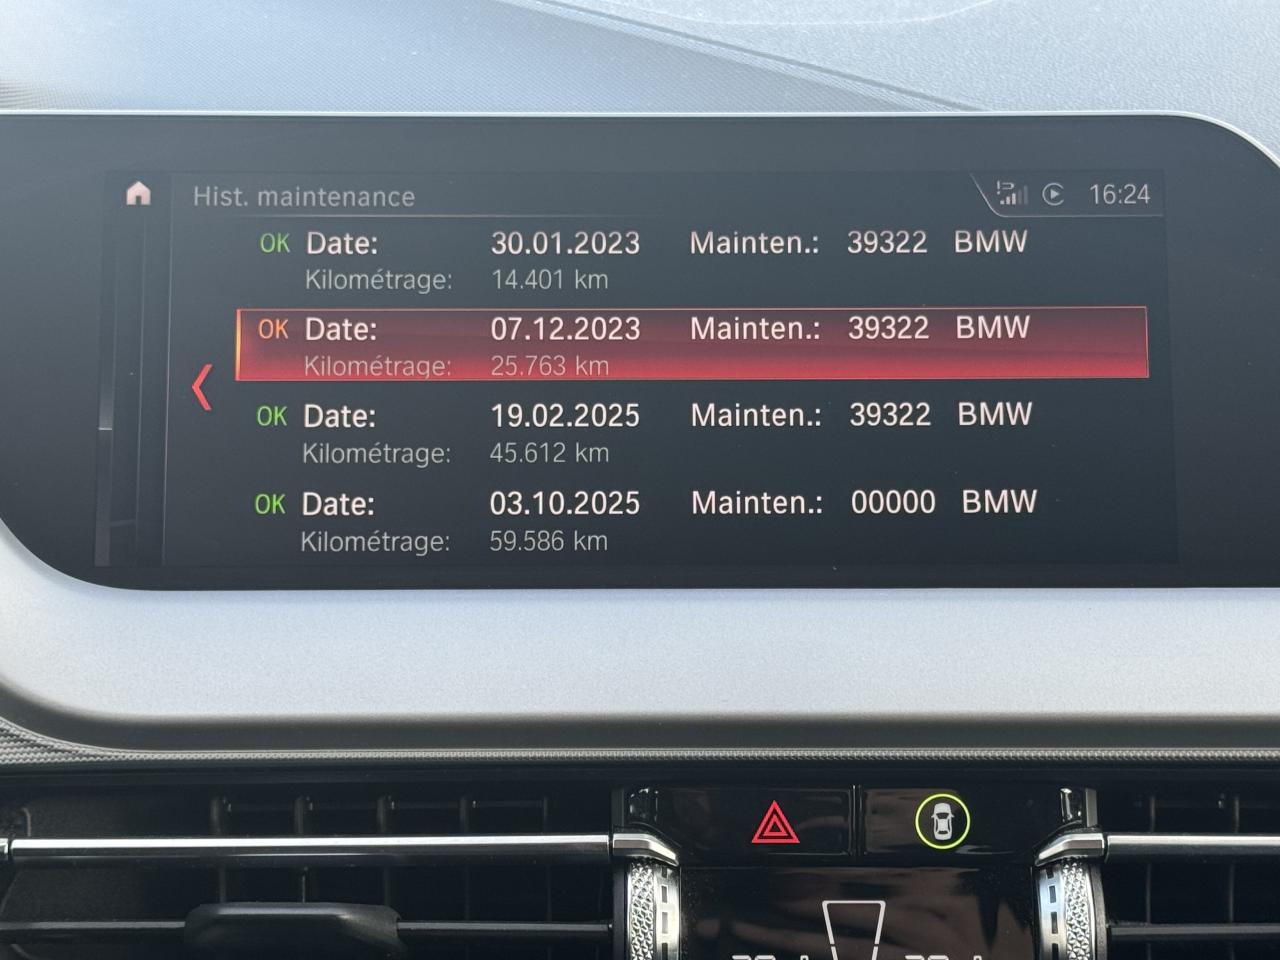 Hist. maintenance 16:24
OK Date: 30.01.2023 Mainten.: 39322 BMW
Kilométrage: 14.401 km
OK Date: 07.12.2023 Mainten.: 39322 BMW
Kilométrage: 25.763 km
OK Date: 19.02.2025 Mainten.: 39322 BMW
Kilométrage: 45.612 km
OK Date: 03.10.2025 Mainten.: 00000 BMW
Kilométrage: 59.586 km